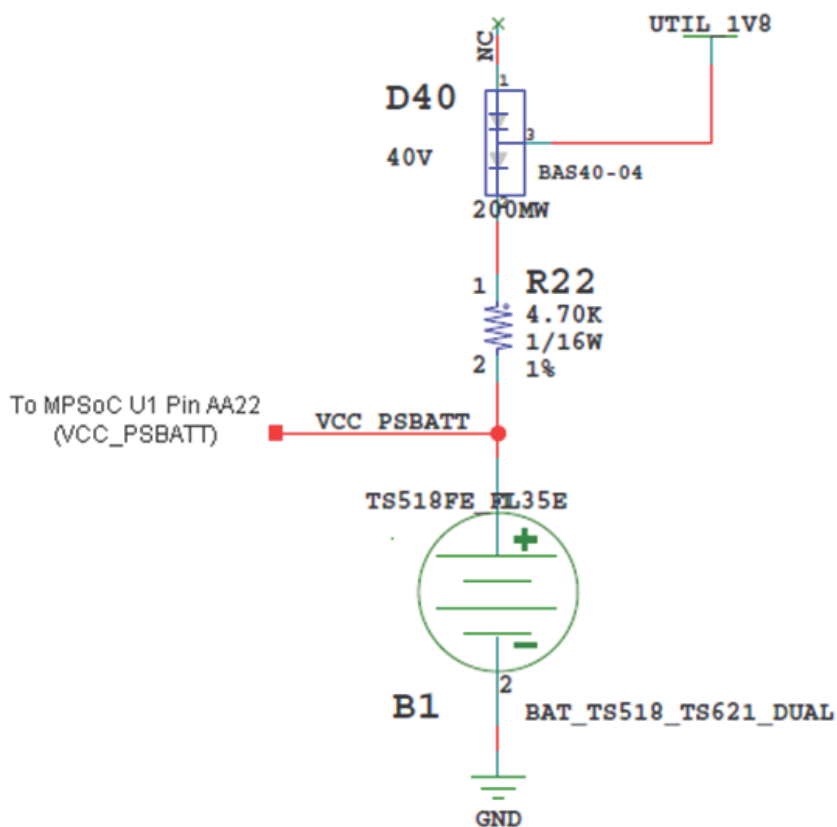 UTIL_1V8
NC
1
D40
3
40V
BAS40-04
2
200MW
1
R22
4.70K
1/16W
2
1%
To MPSoC U1 Pin AA22
(VCC_PSBATT)
VCC_PSBATT
TS518FE_FL35E
+
-
2
B1
BAT_TS518_TS621_DUAL
GND